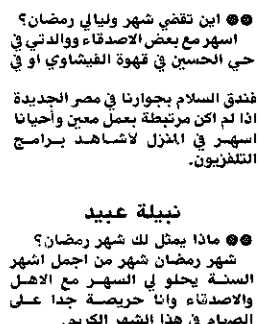 ●● اين تقضي شهر وليالي رمضان؟
اسهر مع بعض الاصدقاء ووالدتي في
حي الحسين في قهوة الفيشاوي او في
فندق السلام بجوارنا في مصر الجديدة
اذا لم اكن مرتبطة بعمل معين وأحيانا
اسهر في المنزل لاشاهد برامج
التلفزيون.
نبيلة عبيد
●● ماذا يمثل لك شهر رمضان؟
شهر رمضان شهر من اجمل اشهر
السنة يحلو لي السهر مع الاهل
والاصدقاء وانا حريصة جدا على
الصيام في هذا الشهر الكريم.